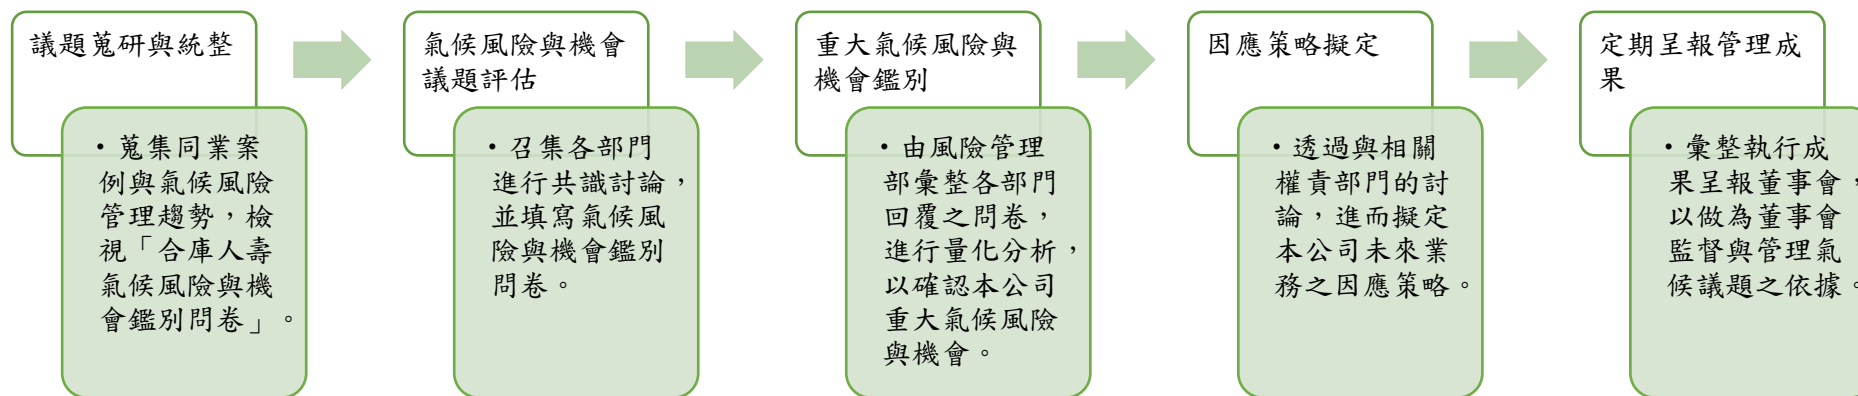 議題蒐研與統整
• 蒐集同業案
例與氣候風險
管理趨勢，檢
視「合庫人壽
氣候風險與機
會鑑別問卷」。
氣候風險與機會
議題評估
• 召集各部門
進行共識討論，
並填寫氣候風
險與機會鑑別
問卷。
重大氣候風險與
機會鑑別
• 由風險管理
部彙整各部門
回覆之問卷，
進行量化分析，
以確認本公司
重大氣候風險
與機會。
因應策略擬定
• 透過與相關
權責部門的討
論，進而擬定
本公司未來業
務之因應策略。
定期呈報管理成
果
• 彙整執行成
果呈報董事會，
以做為董事會
監督與管理氣
候議題之依據。